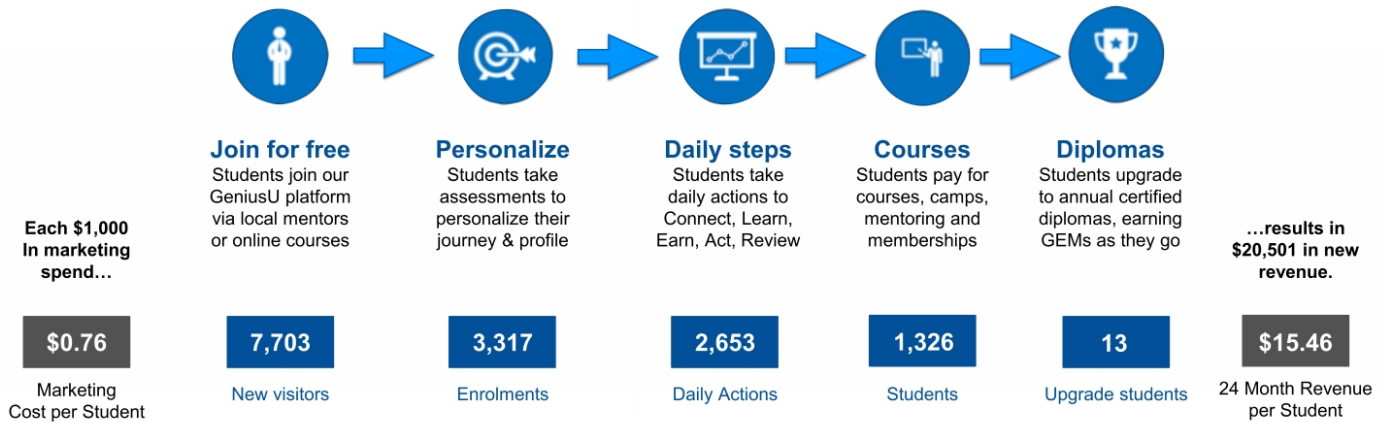 Each $1,000
In marketing
spend…
$0.76
Marketing
Cost per Student
Join for free
Students join our
GeniusU platform
via local mentors
or online courses
7,703
New visitors
Personalize
Students take
assessments to
personalize their
journey & profile
3,317
Enrolments
Daily steps
Students take
daily actions to
Connect, Learn,
Earn, Act, Review
2,653
Daily Actions
Courses
Students pay for
courses, camps,
mentoring and
memberships
1,326
Students
Diplomas
Students upgrade
to annual certified
diplomas, earning
GEMs as they go
13
Upgrade students
…results in
$20,501 in new
revenue.
$15.46
24 Month Revenue
per Student